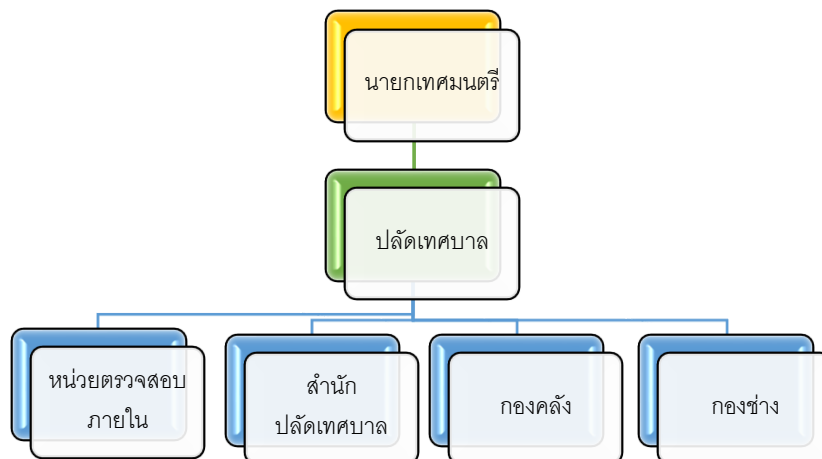 นายกเทศมนตรี
ปลัดเทศบาล
หน่วยตรวจสอบ
ภายใน
สำนัก
ปลัดเทศบาล
กองคลัง
กองช่าง